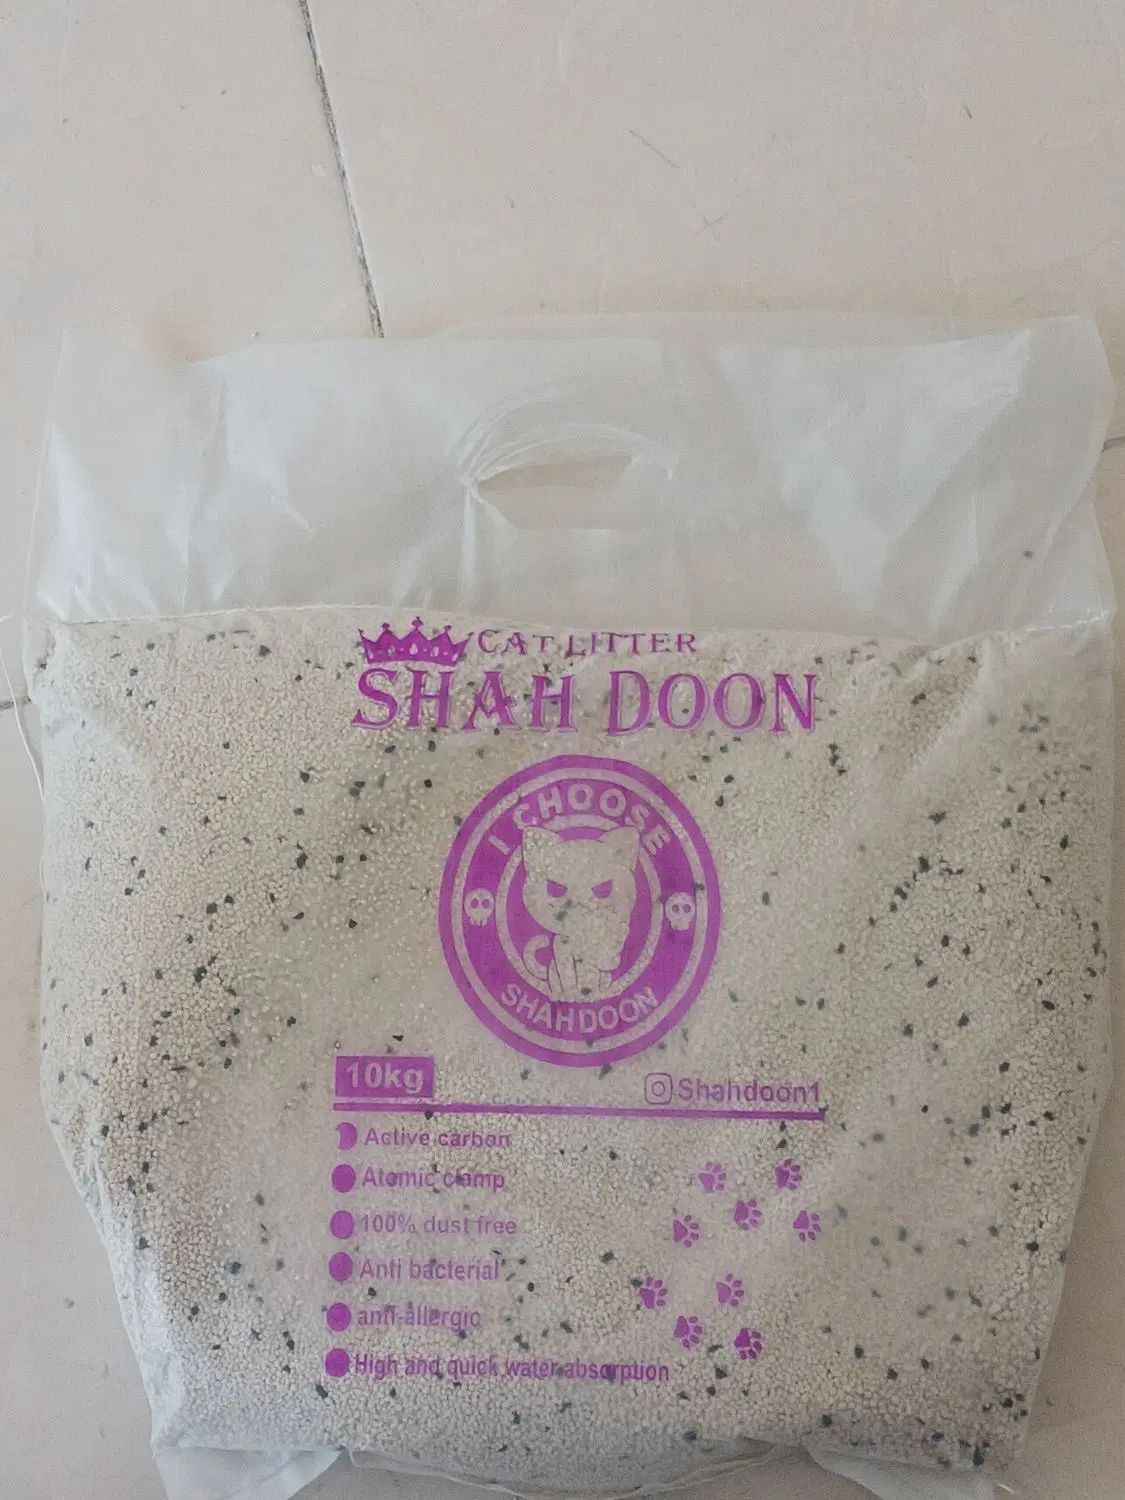 CAT LITTER
SHAH DOON
I CHOOSE
SHAHDOON
10kg
Shahdoon1
Active carbon
Atomic clamp
100% dust free
Anti bacterial
anti-allergic
High and quick water absorption